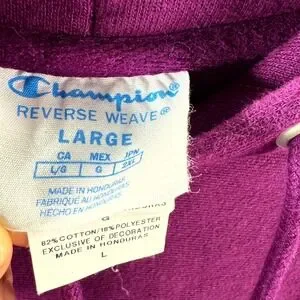 Champion®
REVERSE WEAVE®
LARGE
CA MEX JPN
L/G G 2XL
MADE IN HONDURAS
FABRIQUÉ AU HONDURAS
HECHO EN HONDURAS
G
82%COTTON/18%POLYESTER
EXCLUSIVE OF DECORATION
MADE IN HONDURAS
L